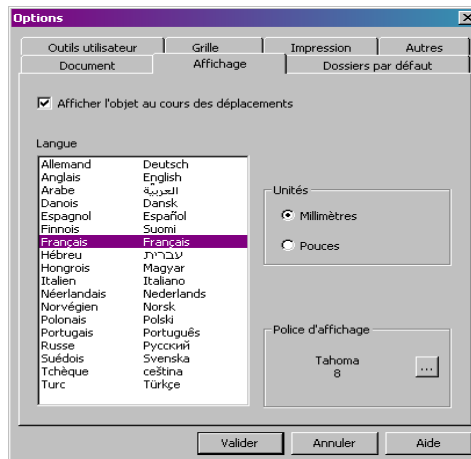 Options
Outils utilisateur Grille Impression Autres
Document Affichage Dossiers par défaut
Afficher l'objet au cours des déplacements
Langue
Allemand Deutsch
Anglais English
Arabe العربية
Danois Dansk
Espagnol Español
Finnois Suomi
Français Français
Hébreu עברית
Hongrois Magyar
Italien Italiano
Néerlandais Nederlands
Norvégien Norsk
Polonais Polski
Portugais Português
Russe Русский
Suédois Svenska
Tchèque ceština
Turc Türkçe
Unités
Millimètres
Pouces
Police d'affichage
Tahoma
8
...
Valider Annuler Aide